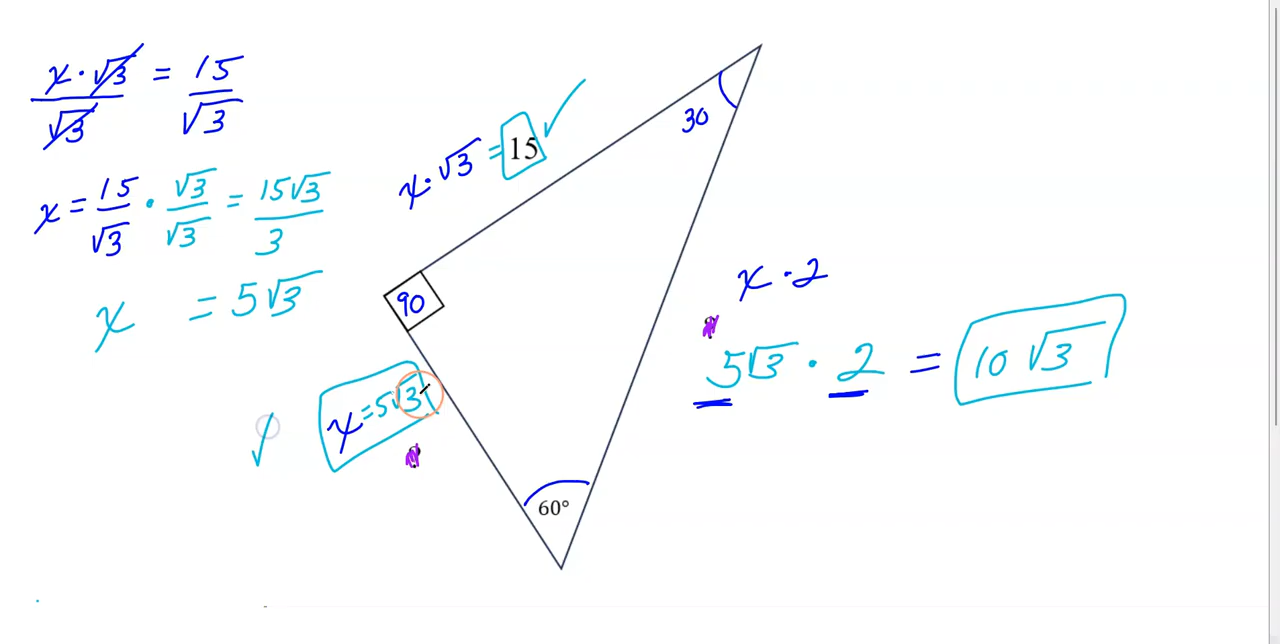 x · √3 / √3 = 15 / √3
x = 15 / √3 · √3 / √3 = 15√3 / 3
x = 5√3
x · √3 = 15
30
90
x = 5√3
60°
x · 2
5√3 · 2 = 10√3